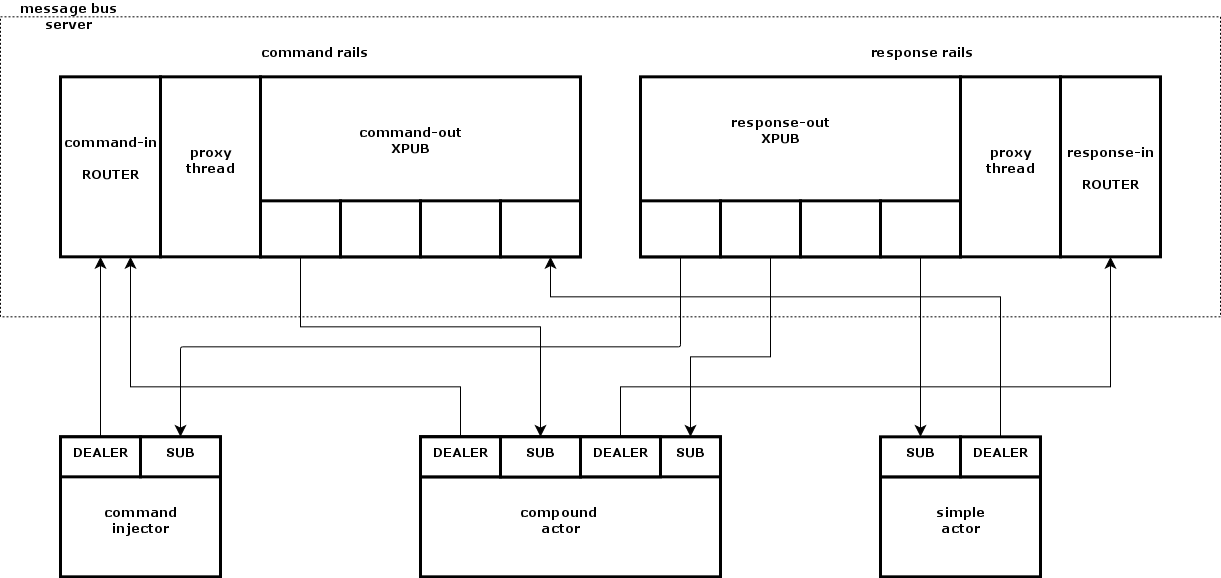 message bus
server
command rails
response rails
command-in
ROUTER
proxy
thread
command-out
XPUB
response-out
XPUB
proxy
thread
response-in
ROUTER
DEALER
SUB
command
injector
DEALER
SUB
DEALER
SUB
compound
actor
SUB
DEALER
simple
actor